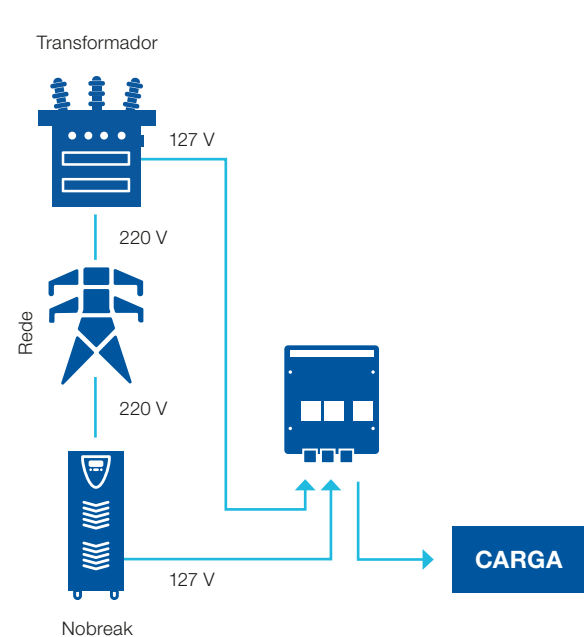 Transformador
127 V
220 V
Rede
220 V
CARGA
127 V
Nobreak